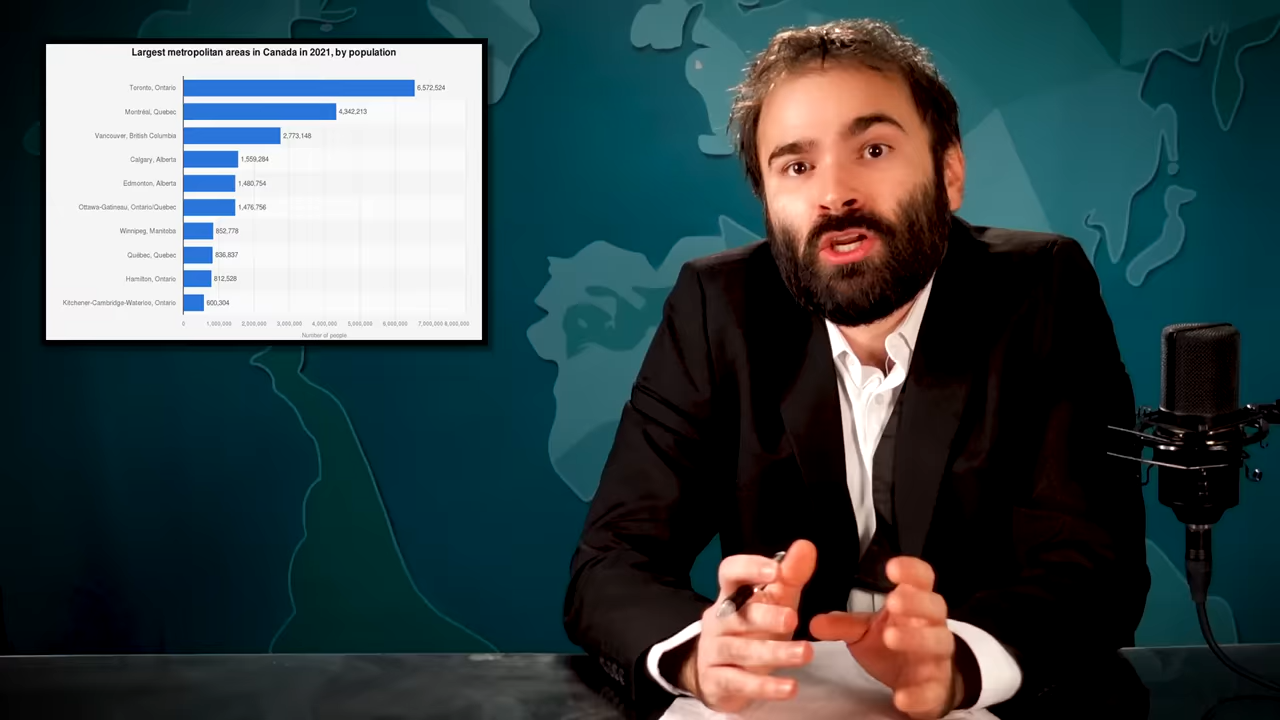 Largest metropolitan areas in Canada in 2021, by population
Toronto, Ontario 6,572,524
Montréal, Quebec 4,342,213
Vancouver, British Columbia 2,773,148
Calgary, Alberta 1,559,284
Edmonton, Alberta 1,480,754
Ottawa-Gatineau, Ontario/Quebec 1,476,756
Winnipeg, Manitoba 852,778
Québec, Quebec 836,837
Hamilton, Ontario 812,528
Kitchener-Cambridge-Waterloo, Ontario 600,304
0 1,000,000 2,000,000 3,000,000 4,000,000 5,000,000 6,000,000 7,000,000 8,000,000
Number of people